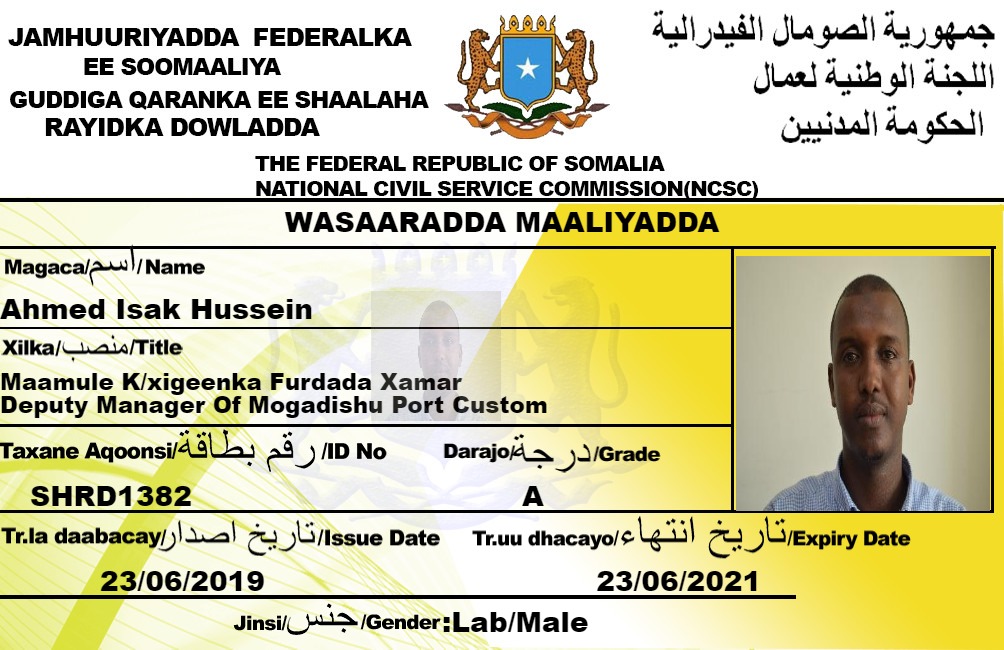 JAMHUURIYADDA FEDERALKA
EE SOOMAALIYA
GUDDIGA QARANKA EE SHAALAHA
RAYIDKA DOWLADDA
جمهورية الصومال الفيدرالية
اللجنة الوطنية لعمال
الحكومة المدنيين
THE FEDERAL REPUBLIC OF SOMALIA
NATIONAL CIVIL SERVICE COMMISSION(NCSC)
WASAARADDA MAALIYADDA
Magaca/اسم/Name
Ahmed Isak Hussein
Xilka/منصب/Title
Maamule K/xigeenka Furdada Xamar
Deputy Manager Of Mogadishu Port Custom
Taxane Aqoonsi/رقم بطاقة/ID No
Darajo/درجة/Grade
SHRD1382
A
Tr.la daabacay/تاريخ اصدار/Issue Date
Tr.uu dhacayo/تاريخ انتهاء/Expiry Date
23/06/2019
23/06/2021
Jinsi/جنس/Gender:Lab/Male